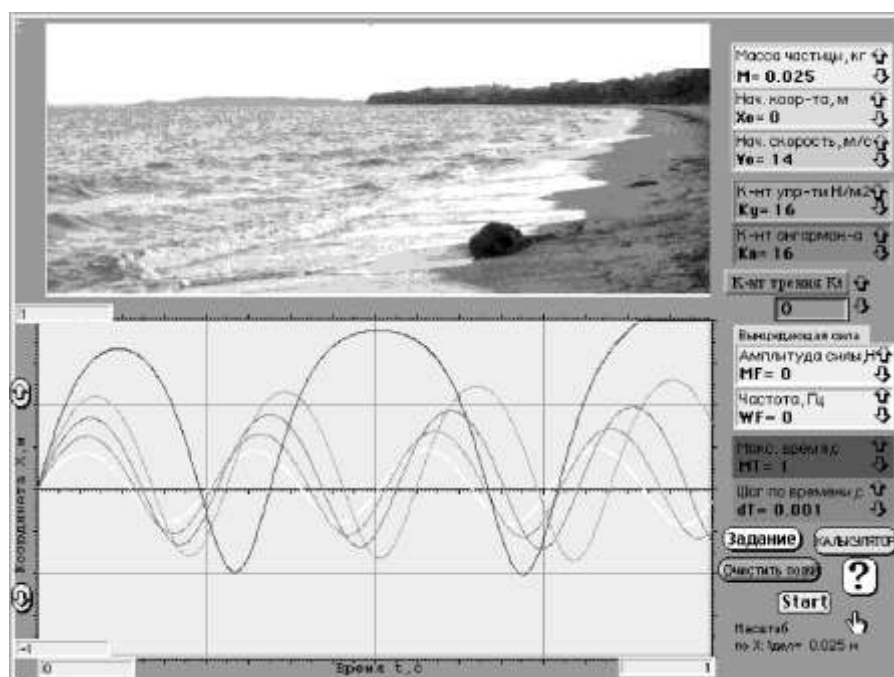 Масса частицы, кг
M= 0.025
Нач. коор-та, м
Xo= 0
Нач. скорость, м/с
Vo= 14
К-нт упр-ти Н/м2
Ky= 16
К-нт ангармон-а
Ka= 16
К-нт трения Kt
0
Вынуждающая сила
Амплитуда силы, Н
MF= 0
Частота, Гц
WF= 0
Макс. время,с
MT= 1
Шаг по времени,с
dT= 0.001
Задание
КАЛЬКУЛЯТОР
Очистить поле
?
Start
Масштаб
по X: 1дел= 0.025 м
1
Координата X, м
-1
0
Время t, с
1